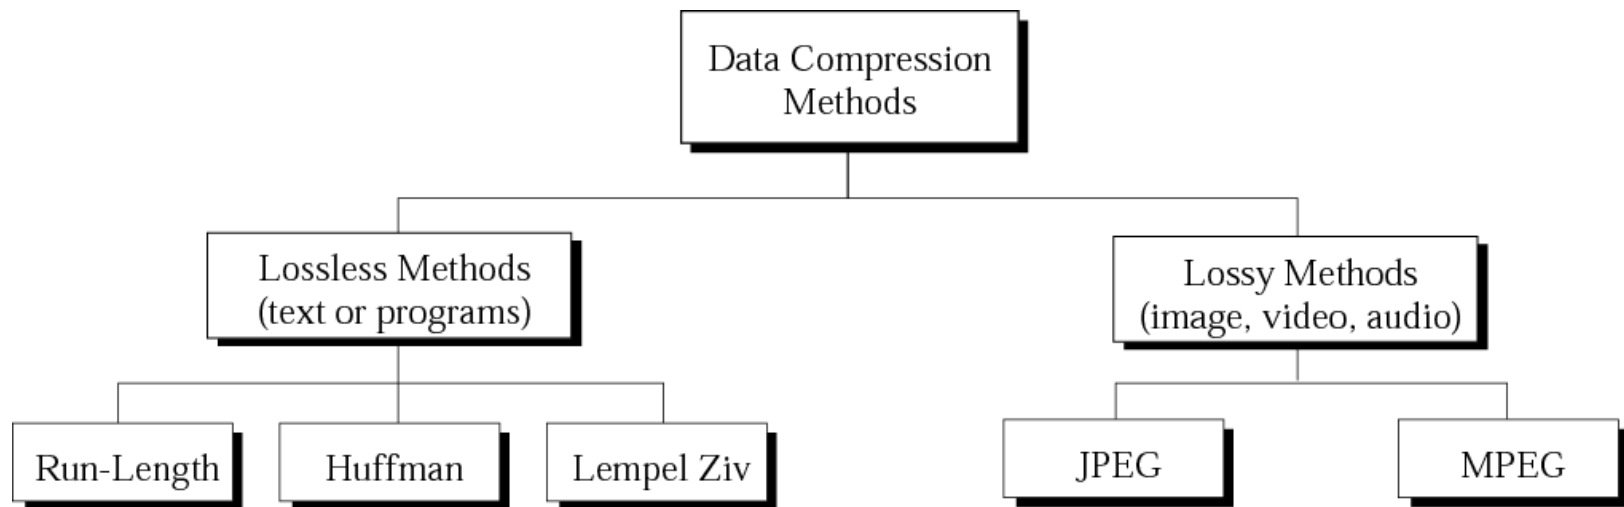 Data Compression
Methods
Lossless Methods
(text or programs)
Lossy Methods
(image, video, audio)
Run-Length
Huffman
Lempel Ziv
JPEG
MPEG